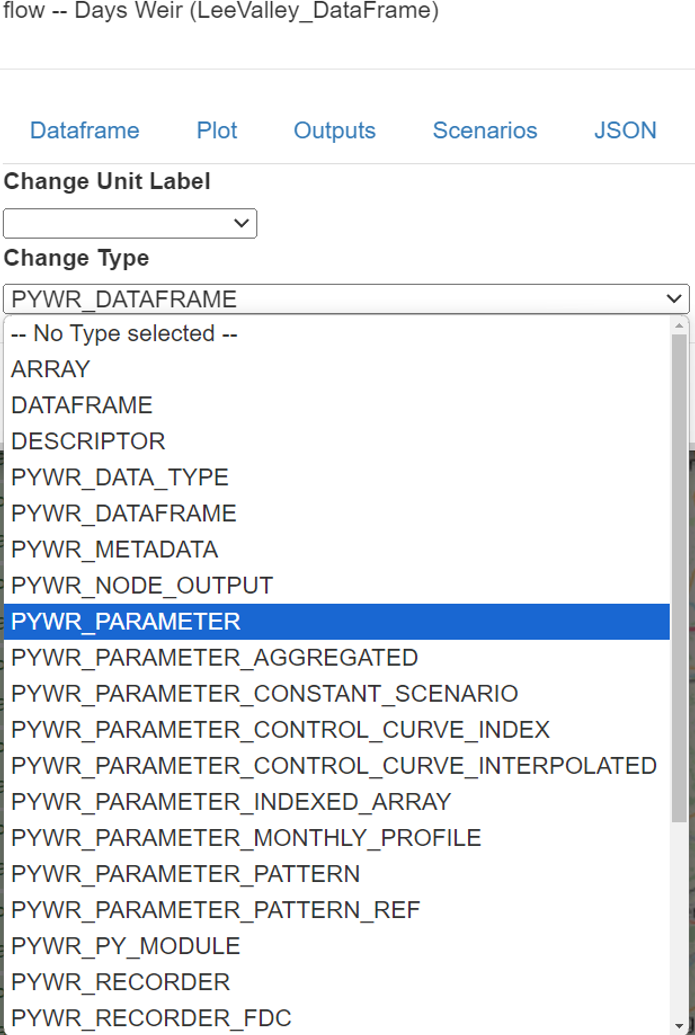 flow -- Days Weir (LeeValley_DataFrame)
Dataframe Plot Outputs Scenarios JSON
Change Unit Label
Change Type
PYWR_DATAFRAME
-- No Type selected --
ARRAY
DATAFRAME
DESCRIPTOR
PYWR_DATA_TYPE
PYWR_DATAFRAME
PYWR_METADATA
PYWR_NODE_OUTPUT
PYWR_PARAMETER
PYWR_PARAMETER_AGGREGATED
PYWR_PARAMETER_CONSTANT_SCENARIO
PYWR_PARAMETER_CONTROL_CURVE_INDEX
PYWR_PARAMETER_CONTROL_CURVE_INTERPOLATED
PYWR_PARAMETER_INDEXED_ARRAY
PYWR_PARAMETER_MONTHLY_PROFILE
PYWR_PARAMETER_PATTERN
PYWR_PARAMETER_PATTERN_REF
PYWR_PY_MODULE
PYWR_RECORDER
PYWR_RECORDER_FDC